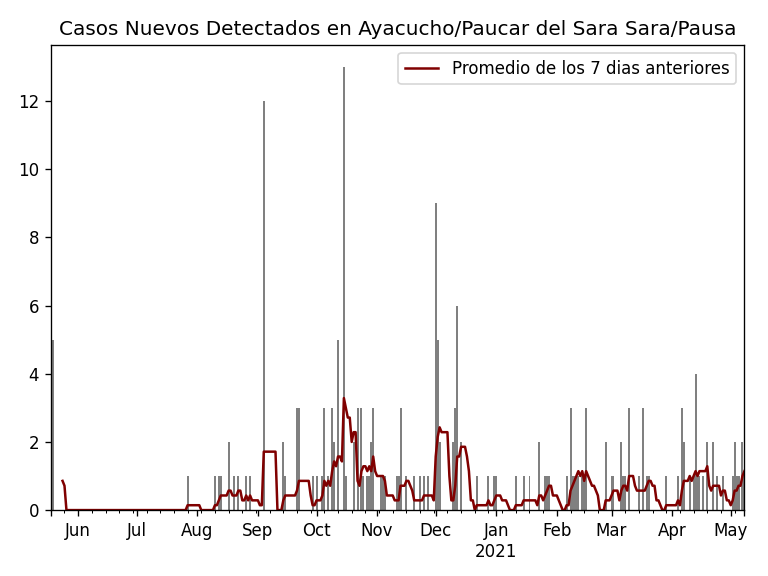 Casos Nuevos Detectados en Ayacucho/Paucar del Sara Sara/Pausa
Promedio de los 7 dias anteriores
12
10
8
6
4
2
0
Jun Jul Aug Sep Oct Nov Dec Jan Feb Mar Apr May
2021